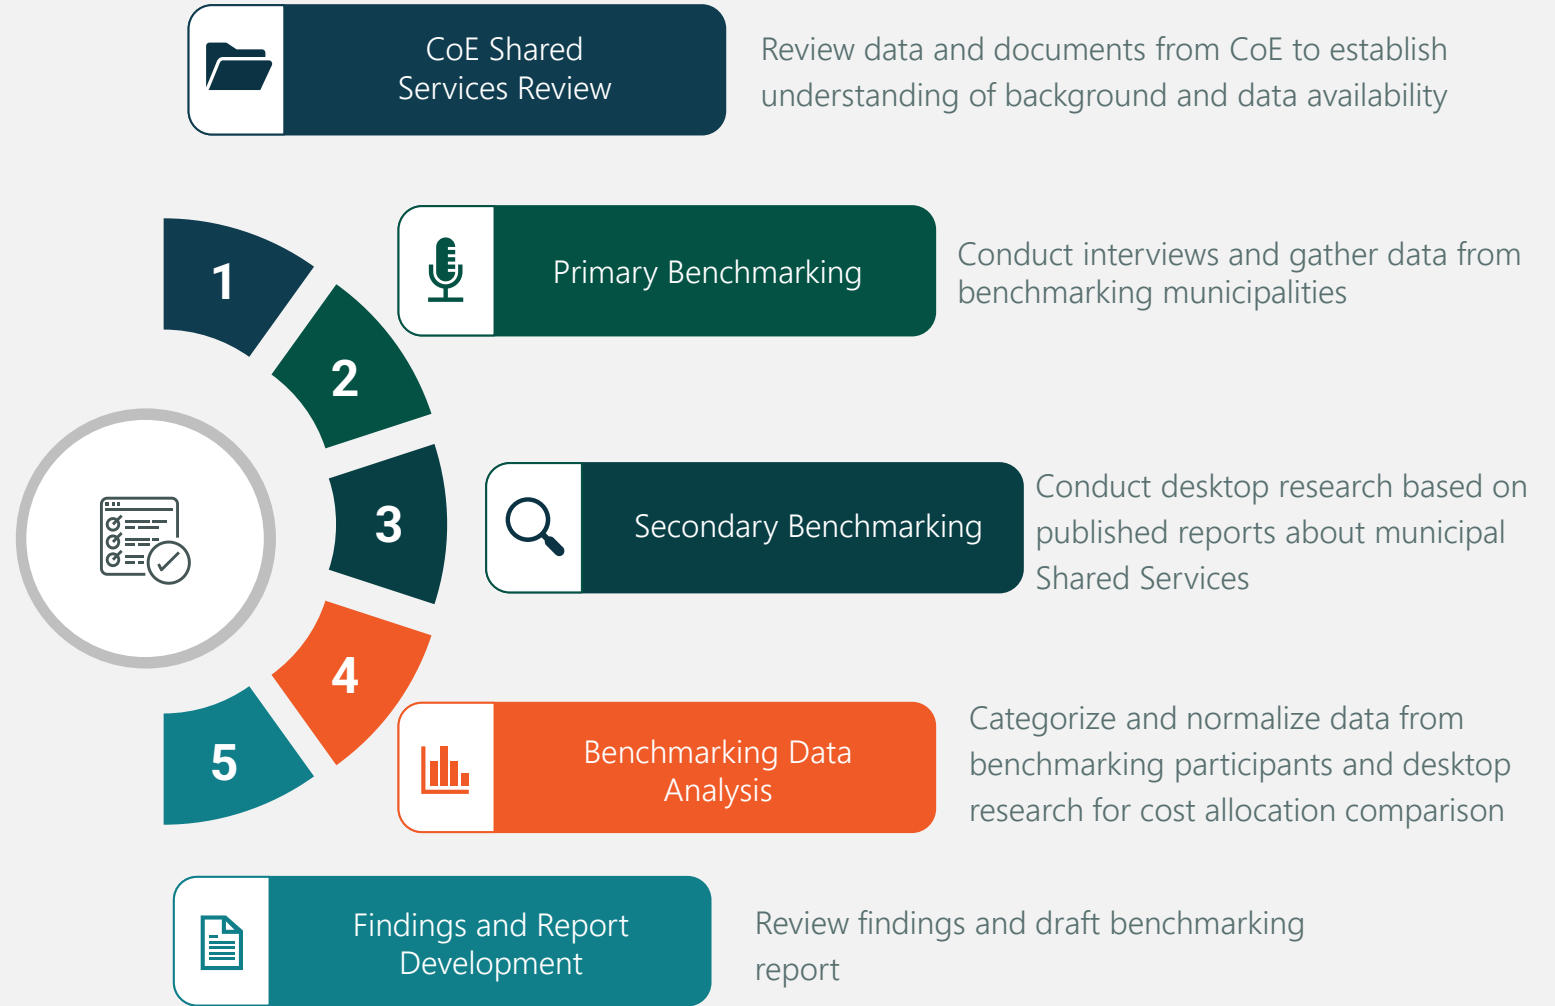 CoE Shared
Services Review
Review data and documents from CoE to establish
understanding of background and data availability
1
Primary Benchmarking
Conduct interviews and gather data from
benchmarking municipalities
2
3
Secondary Benchmarking
Conduct desktop research based on
published reports about municipal
Shared Services
4
Benchmarking Data
Analysis
Categorize and normalize data from
benchmarking participants and desktop
research for cost allocation comparison
5
Findings and Report
Development
Review findings and draft benchmarking
report